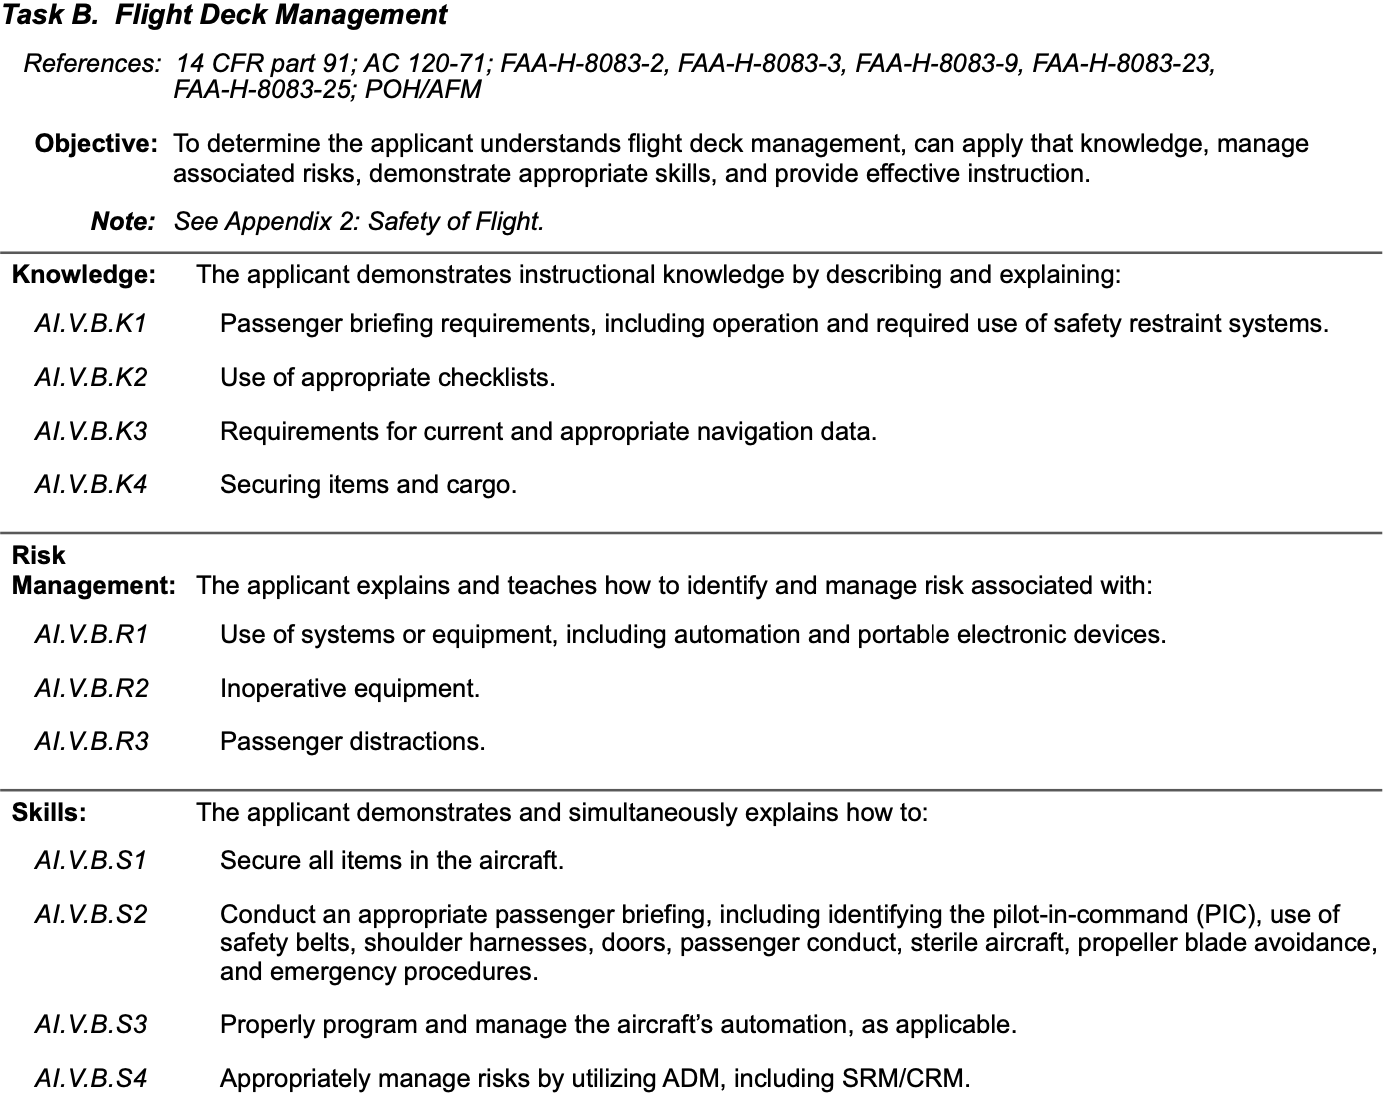 Task B. Flight Deck Management
References: 14 CFR part 91; AC 120-71; FAA-H-8083-2, FAA-H-8083-3, FAA-H-8083-9, FAA-H-8083-23,
FAA-H-8083-25; POH/AFM
Objective: To determine the applicant understands flight deck management, can apply that knowledge, manage
associated risks, demonstrate appropriate skills, and provide effective instruction.
Note: See Appendix 2: Safety of Flight.
Knowledge: The applicant demonstrates instructional knowledge by describing and explaining:
AI.V.B.K1 Passenger briefing requirements, including operation and required use of safety restraint systems.
AI.V.B.K2 Use of appropriate checklists.
AI.V.B.K3 Requirements for current and appropriate navigation data.
AI.V.B.K4 Securing items and cargo.
Risk
Management: The applicant explains and teaches how to identify and manage risk associated with:
AI.V.B.R1 Use of systems or equipment, including automation and portable electronic devices.
AI.V.B.R2 Inoperative equipment.
AI.V.B.R3 Passenger distractions.
Skills: The applicant demonstrates and simultaneously explains how to:
AI.V.B.S1 Secure all items in the aircraft.
AI.V.B.S2 Conduct an appropriate passenger briefing, including identifying the pilot-in-command (PIC), use of
safety belts, shoulder harnesses, doors, passenger conduct, sterile aircraft, propeller blade avoidance,
and emergency procedures.
AI.V.B.S3 Properly program and manage the aircraft's automation, as applicable.
AI.V.B.S4 Appropriately manage risks by utilizing ADM, including SRM/CRM.